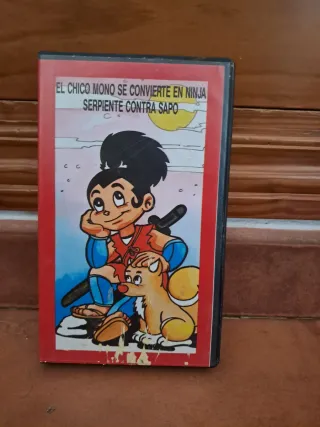 EL CHICO MONO SE CONVIERTE EN NINJA
SERPIENTE CONTRA SAPO